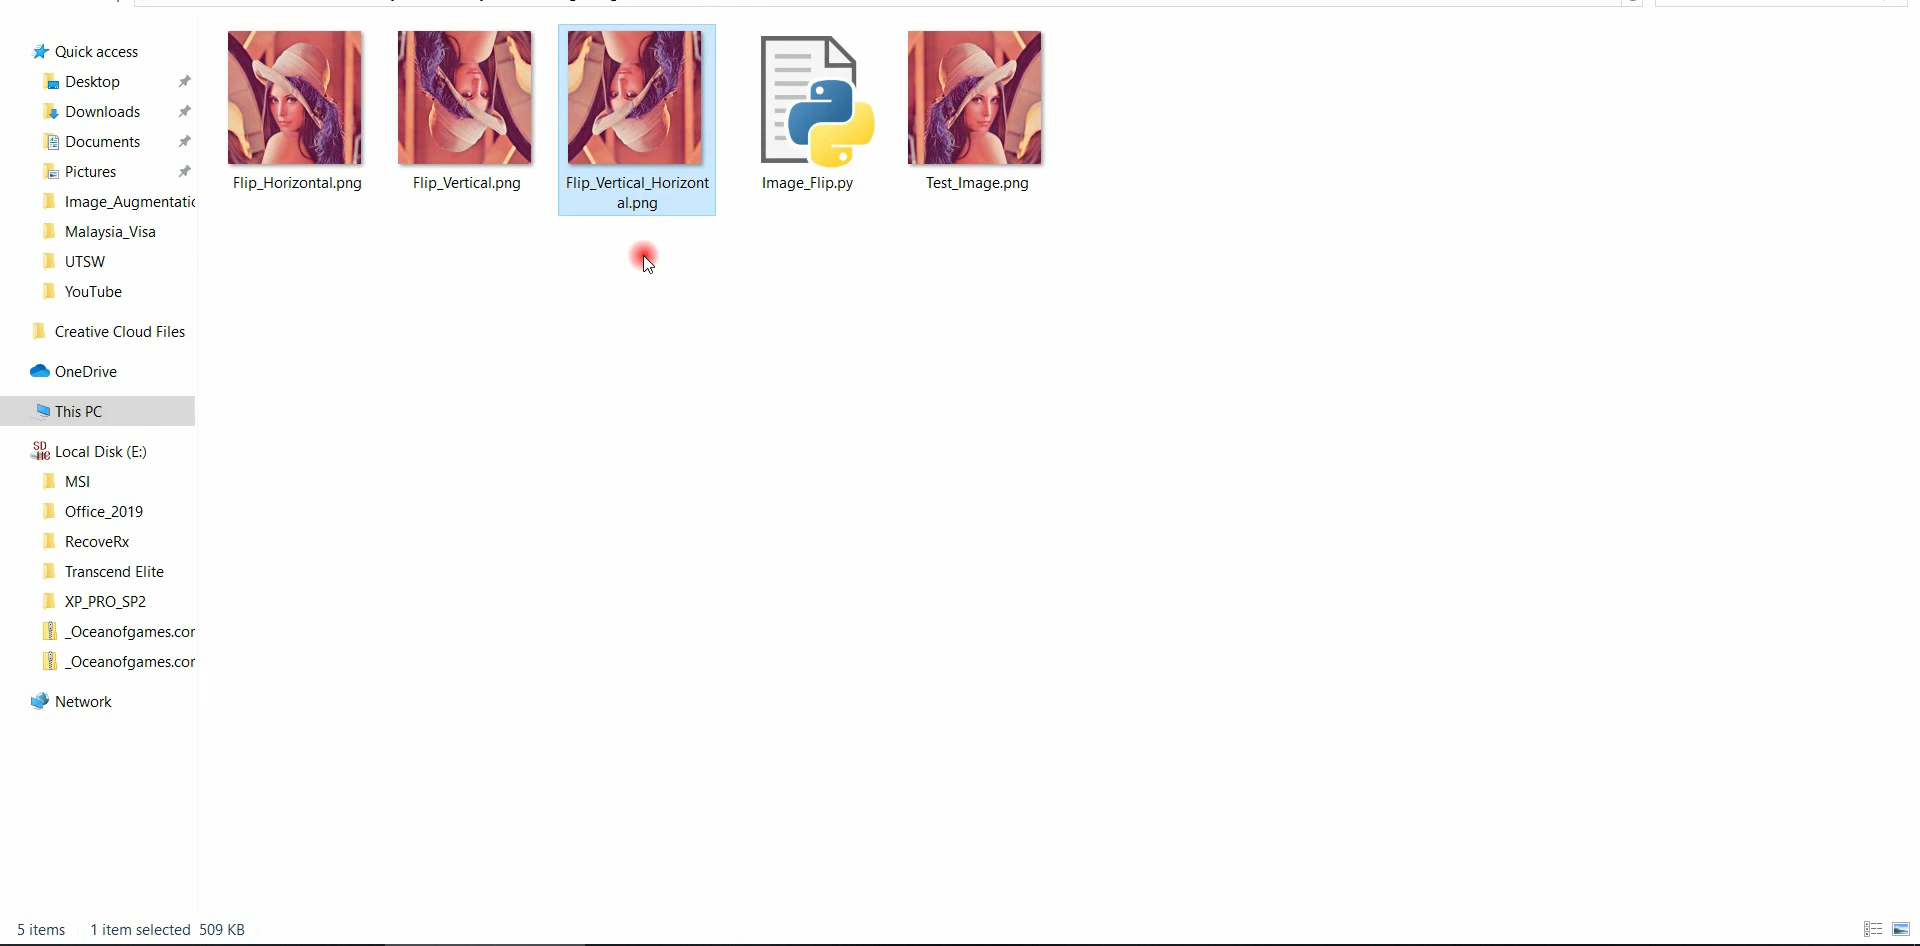 Quick access
Desktop
Downloads
Documents
Pictures
Image_Augmentatic
Malaysia_Visa
UTSW
YouTube
Creative Cloud Files
OneDrive
This PC
Local Disk (E:)
MSI
Office_2019
RecoveRx
Transcend Elite
XP_PRO_SP2
_Oceanofgames.cor
_Oceanofgames.cor
Network
Flip_Horizontal.png
Flip_Vertical.png
Flip_Vertical_Horizont
al.png
Image_Flip.py
Test_Image.png
5 items 1 item selected 509 KB